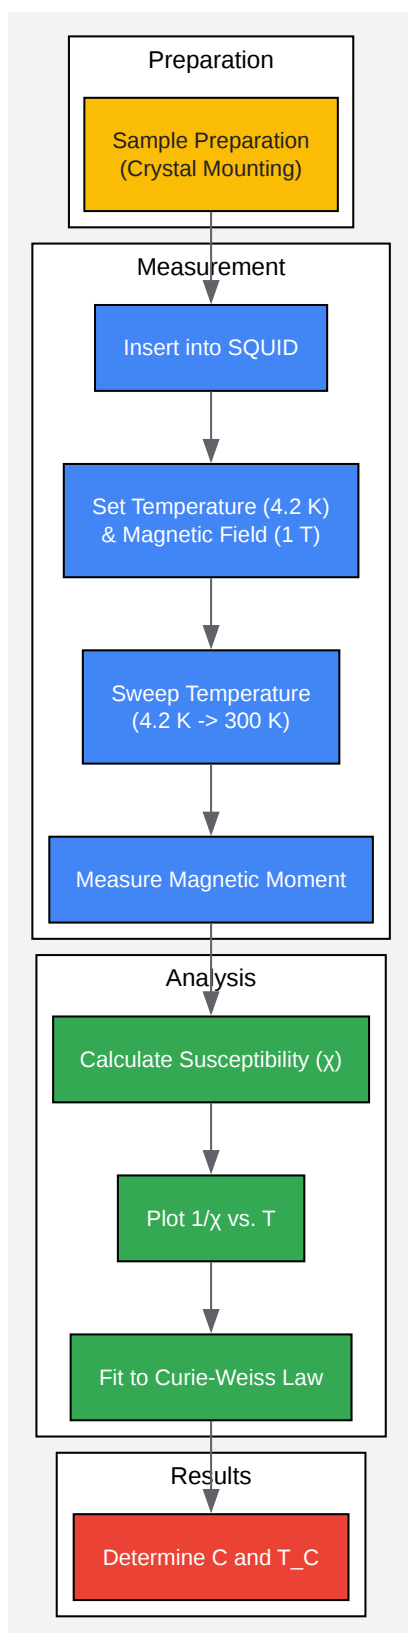 Preparation
Sample Preparation
(Crystal Mounting)
Measurement
Insert into SQUID
Set Temperature (4.2 K)
& Magnetic Field (1 T)
Sweep Temperature
(4.2 K -> 300 K)
Measure Magnetic Moment
Analysis
Calculate Susceptibility (χ)
Plot 1/χ vs. T
Fit to Curie-Weiss Law
Results
Determine C and T_C